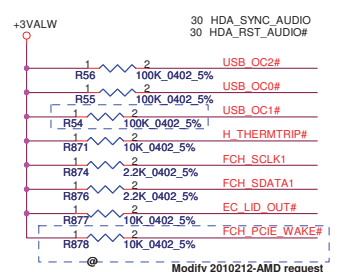 +3VALW
30 HDA_SYNC_AUDIO
30 HDA_RST_AUDIO#
1 2 USB_OC2#
R56 100K_0402_5%
1 2 USB_OC0#
R55 100K_0402_5%
1 2 USB_OC1#
R54 100K_0402_5%
1 2 H_THERMTRIP#
R871 10K_0402_5%
1 2 FCH_SCLK1
R874 2.2K_0402_5%
1 2 FCH_SDATA1
R876 2.2K_0402_5%
1 2 EC_LID_OUT#
R877 10K_0402_5%
1 2 FCH_PCIE_WAKE#
R878 10K_0402_5%
@
Modify 2010212-AMD request